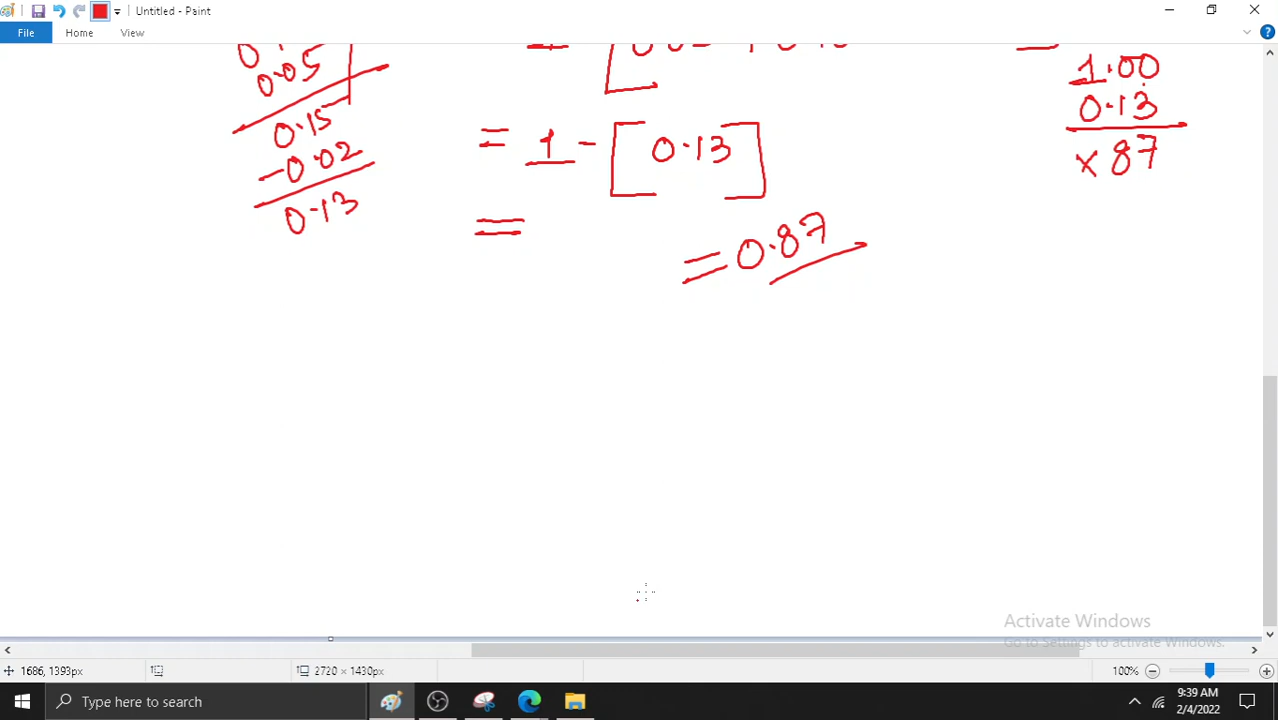 Untitled - Paint
File Home View
0.05
0.15
-0.02
0.13
= 1 - [0.13]
=
= 0.87
1.00
0.13
× 87
Activate Windows
Go to Settings to activate Windows.
1686, 1393px
2720 × 1430px
100%
Type here to search
9:39 AM
2/4/2022